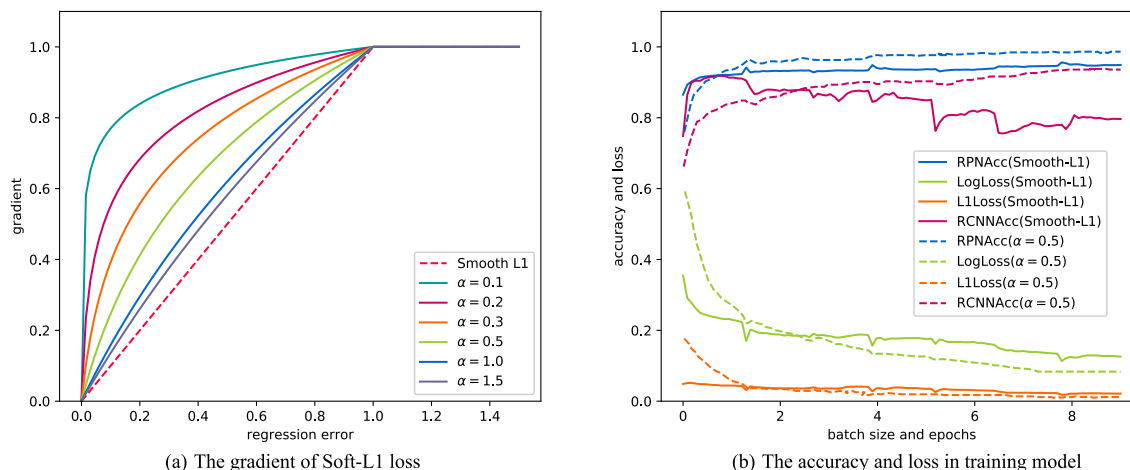 1.0
0.8
0.6
0.4
0.2
0.0
gradient
0.0 0.2 0.4 0.6 0.8 1.0 1.2 1.4
regression error
Smooth L1
α = 0.1
α = 0.2
α = 0.3
α = 0.5
α = 1.0
α = 1.5
(a) The gradient of Soft-L1 loss
1.0
0.8
0.6
0.4
0.2
0.0
accuracy and loss
0 2 4 6 8
batch size and epochs
RPNAcc(Smooth-L1)
LogLoss(Smooth-L1)
L1Loss(Smooth-L1)
RCNNAcc(Smooth-L1)
RPNAcc(α = 0.5)
LogLoss(α = 0.5)
L1Loss(α = 0.5)
RCNNAcc(α = 0.5)
(b) The accuracy and loss in training model